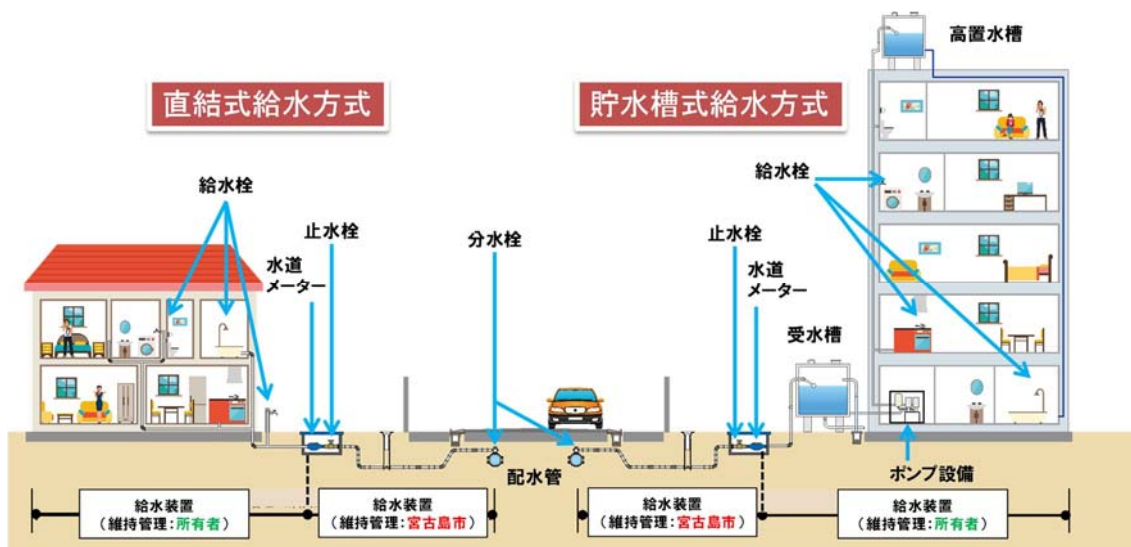 高置水槽
直結式給水方式
貯水槽式給水方式
給水栓
止水栓
水道
メーター
分水栓
給水栓
止水栓
水道
メーター
受水槽
配水管
ポンプ設備
給水装置
(維持管理:所有者)
給水装置
(維持管理:宮古島市)
給水装置
(維持管理:宮古島市)
給水装置
(維持管理:所有者)